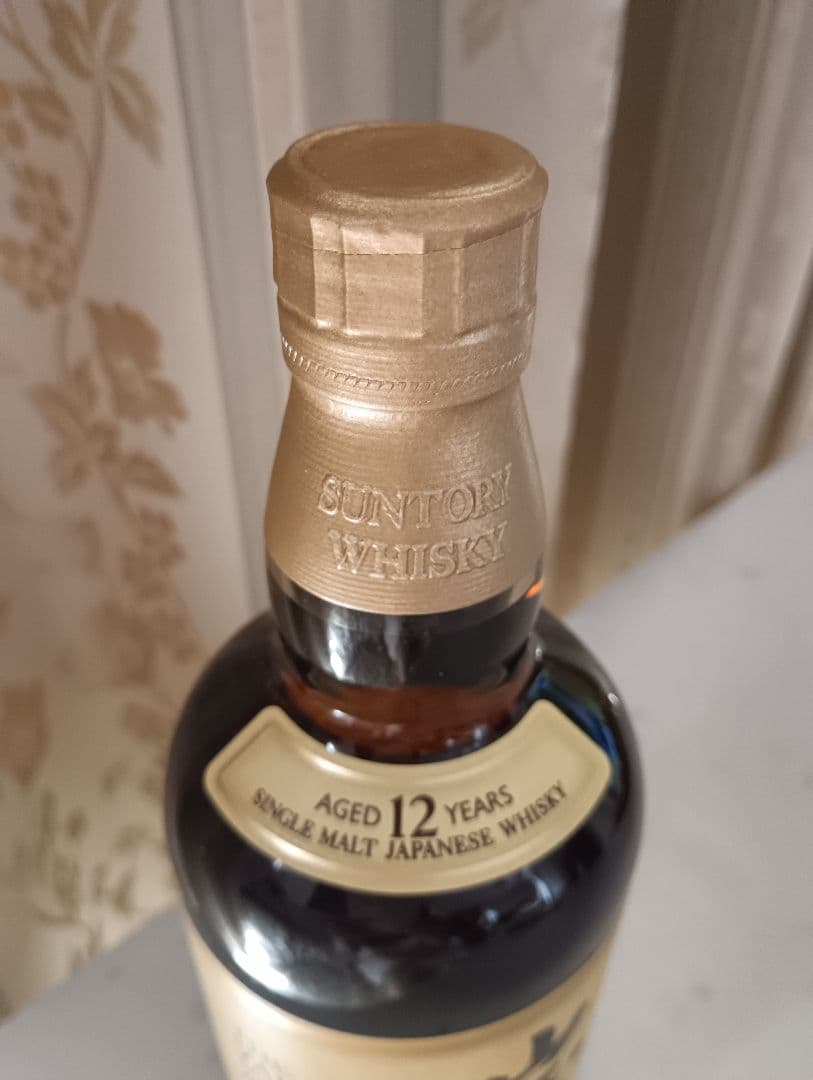 SUNTORY
WHISKY
AGED 12 YEARS
SINGLE MALT JAPANESE WHISKY